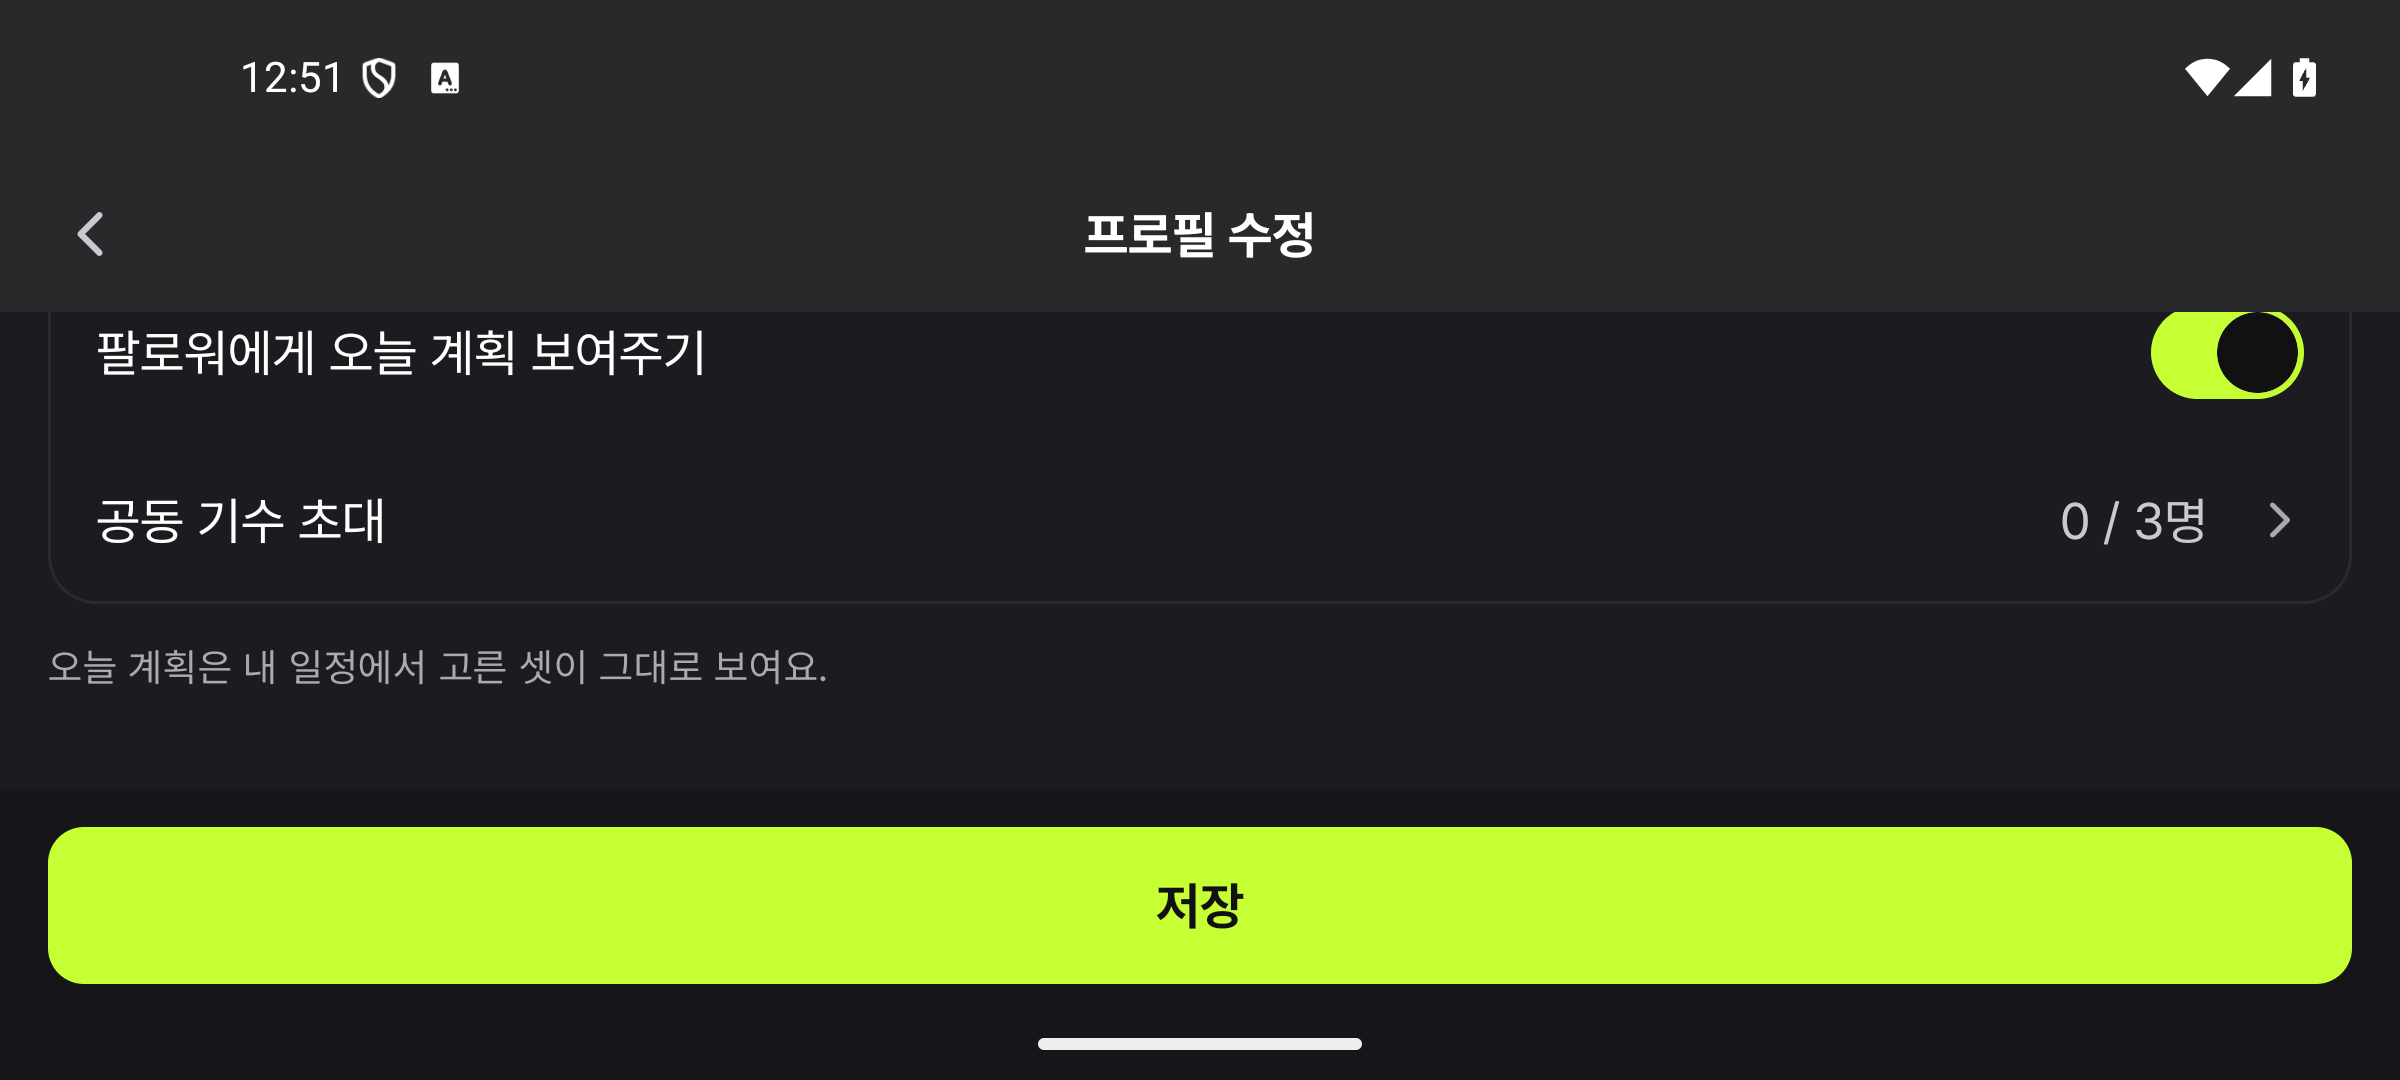 12:51
프로필 수정
팔로워에게 오늘 계획 보여주기
공동 기수 초대
0 / 3명
오늘 계획은 내 일정에서 고른 셋이 그대로 보여요.
저장